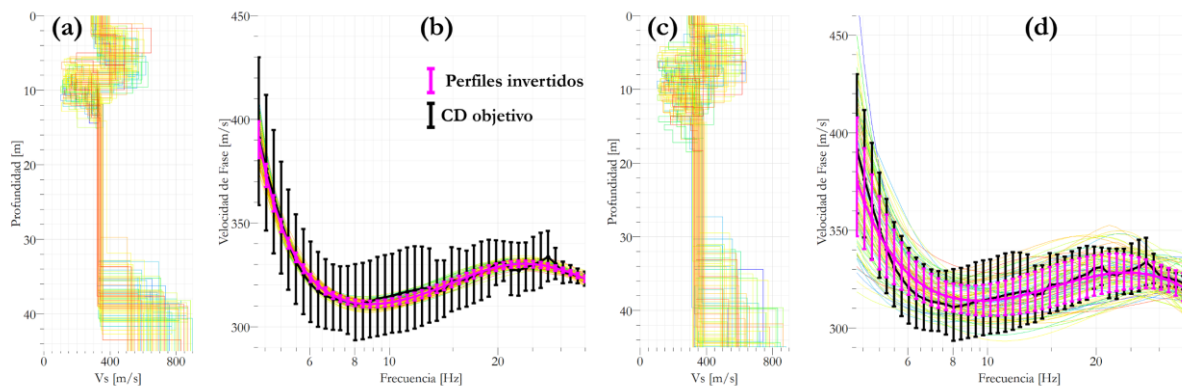 (a)
0
10
20
30
40
Profundidad [m]
0
400
800
Vs [m/s]
(b)
450
400
350
300
Velocidad de Fase [m/s]
Perfiles invertidos
CD objetivo
6
10
20
Frecuencia [Hz]
(c)
0
10
20
30
40
Profundidad [m]
0
400
800
Vs [m/s]
(d)
450
400
350
300
Velocidad de Fase [m/s]
6
10
20
Frecuencia [Hz]